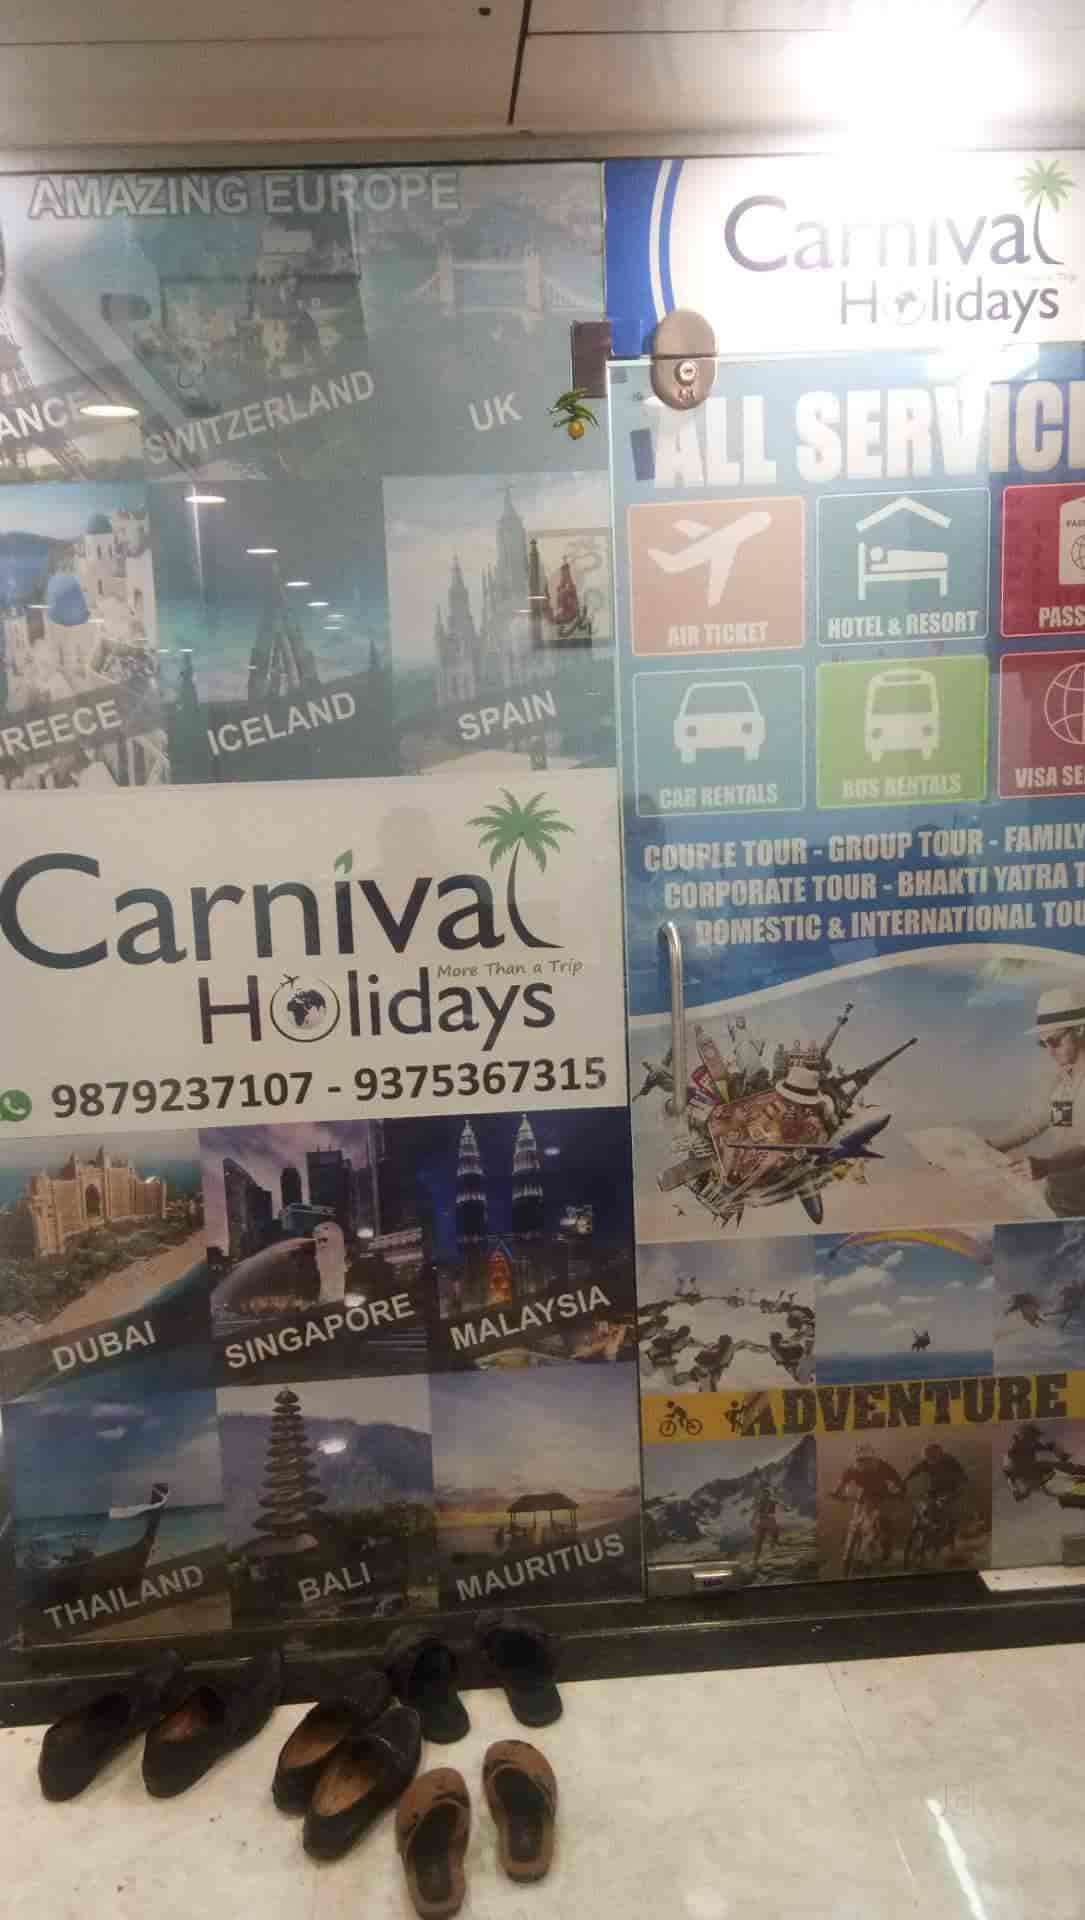 AMAZING EUROPE
ANCE
SWITZERLAND
UK
REECE
ICELAND
SPAIN
Carnival
More Than a Trip
Holidays
9879237107 - 9375367315
DUBAI
SINGAPORE
MALAYSIA
THAILAND
BALI
MAURITIUS
Carnival
Holidays
ALL SERVICE
AIR TICKET
HOTEL & RESORT
PASS
CAR RENTALS
BUS RENTALS
VISA SE
COUPLE TOUR - GROUP TOUR - FAMILY
CORPORATE TOUR - BHAKTI YATRA T
DOMESTIC & INTERNATIONAL TOU
ADVENTURE